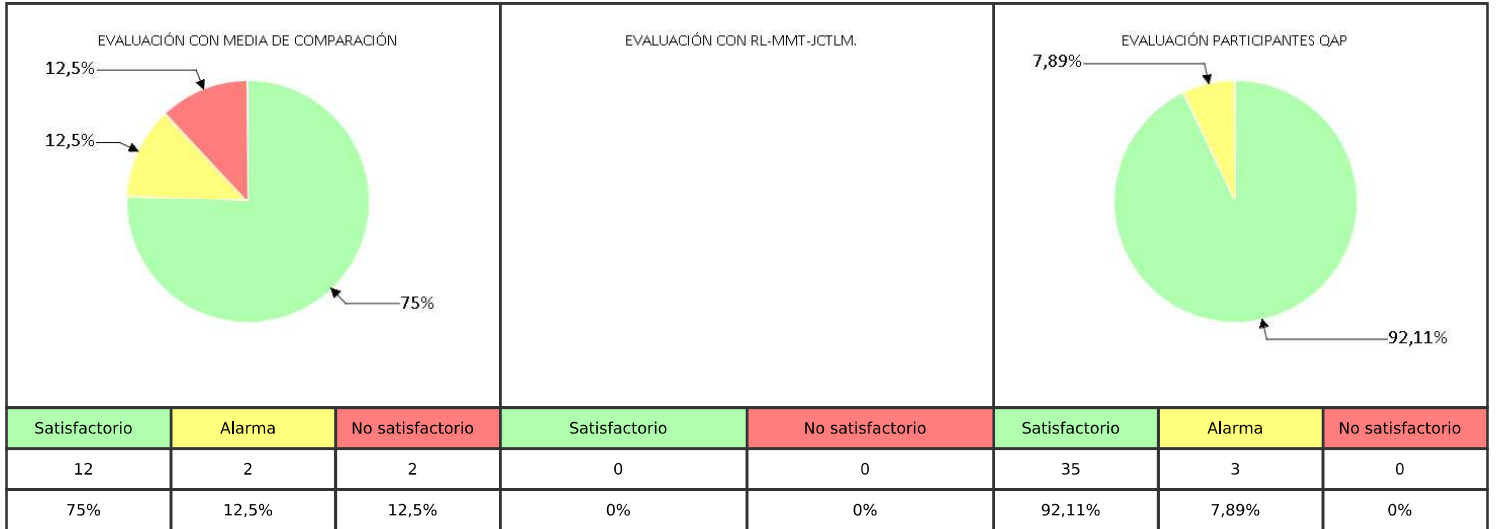 EVALUACIÓN CON MEDIA DE COMPARACIÓN
12,5%
12,5%
75%
EVALUACIÓN CON RL-MMT-JCTLM.
EVALUACIÓN PARTICIPANTES QAP
7,89%
92,11%
Satisfactorio Alarma No satisfactorio Satisfactorio No satisfactorio Satisfactorio Alarma No satisfactorio
12 2 2 0 0 35 3 0
75% 12,5% 12,5% 0% 0% 92,11% 7,89% 0%